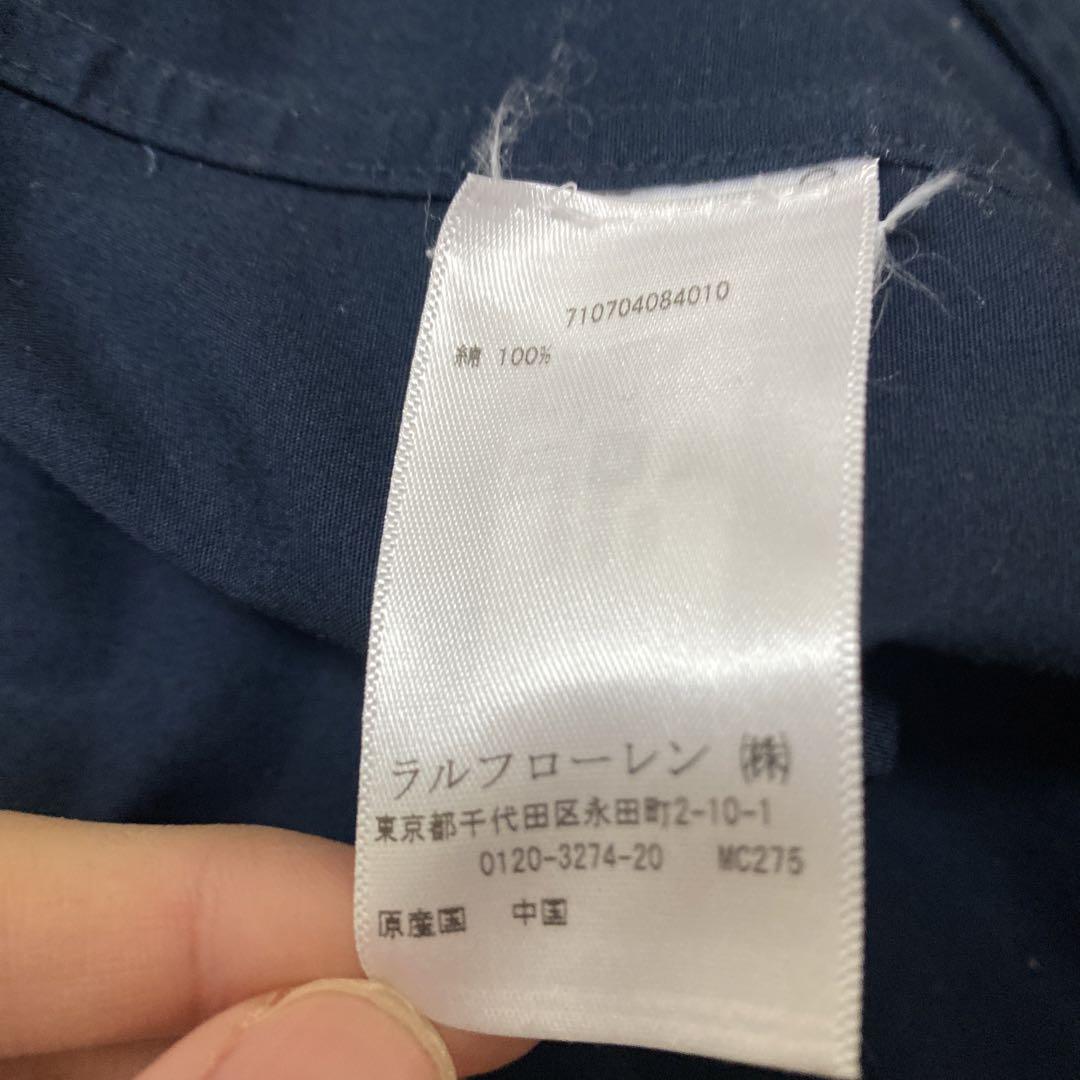 710704084010
綿 100%
ラルフローレン ㈱
東京都千代田区永田町2-10-1
0120-3274-20 MC275
原産国 中国